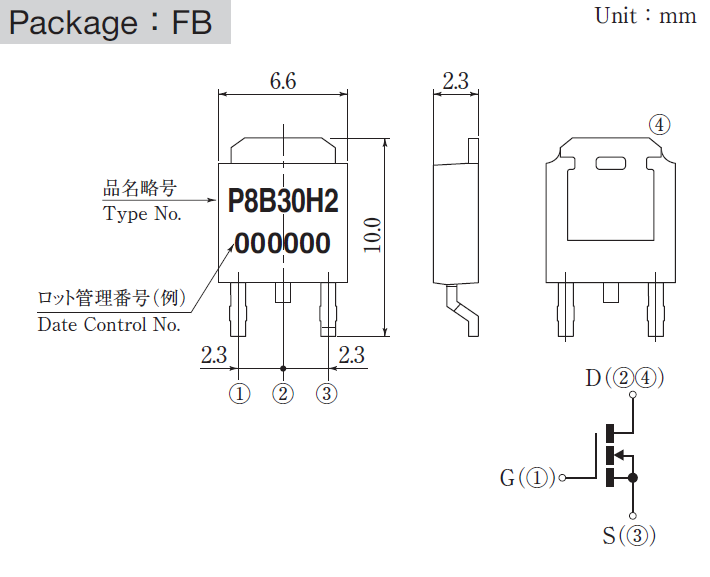 Package：FB
Unit：mm
6.6
2.3
④
品名略号
Type No.
P8B30H2
000000
10.0
ロット管理番号（例）
Date Control No.
2.3
2.3
① ② ③
D（②④）
G（①）
S（③）